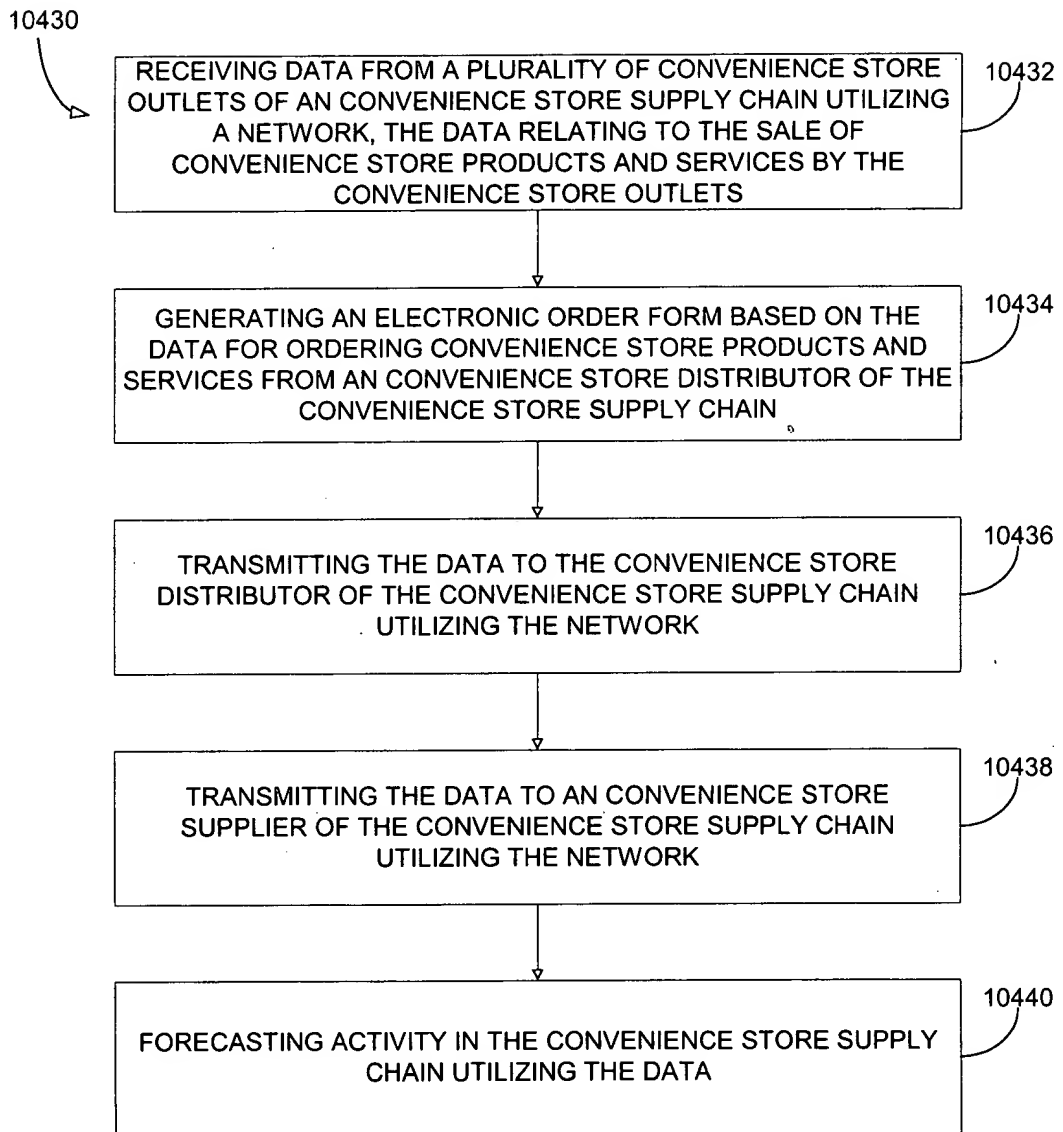 10430
RECEIVING DATA FROM A PLURALITY OF CONVENIENCE STORE
OUTLETS OF AN CONVENIENCE STORE SUPPLY CHAIN UTILIZING
A NETWORK, THE DATA RELATING TO THE SALE OF
CONVENIENCE STORE PRODUCTS AND SERVICES BY THE
CONVENIENCE STORE OUTLETS
10432
GENERATING AN ELECTRONIC ORDER FORM BASED ON THE
DATA FOR ORDERING CONVENIENCE STORE PRODUCTS AND
SERVICES FROM AN CONVENIENCE STORE DISTRIBUTOR OF THE
CONVENIENCE STORE SUPPLY CHAIN
10434
TRANSMITTING THE DATA TO THE CONVENIENCE STORE
DISTRIBUTOR OF THE CONVENIENCE STORE SUPPLY CHAIN
UTILIZING THE NETWORK
10436
TRANSMITTING THE DATA TO AN CONVENIENCE STORE
SUPPLIER OF THE CONVENIENCE STORE SUPPLY CHAIN
UTILIZING THE NETWORK
10438
FORECASTING ACTIVITY IN THE CONVENIENCE STORE SUPPLY
CHAIN UTILIZING THE DATA
10440